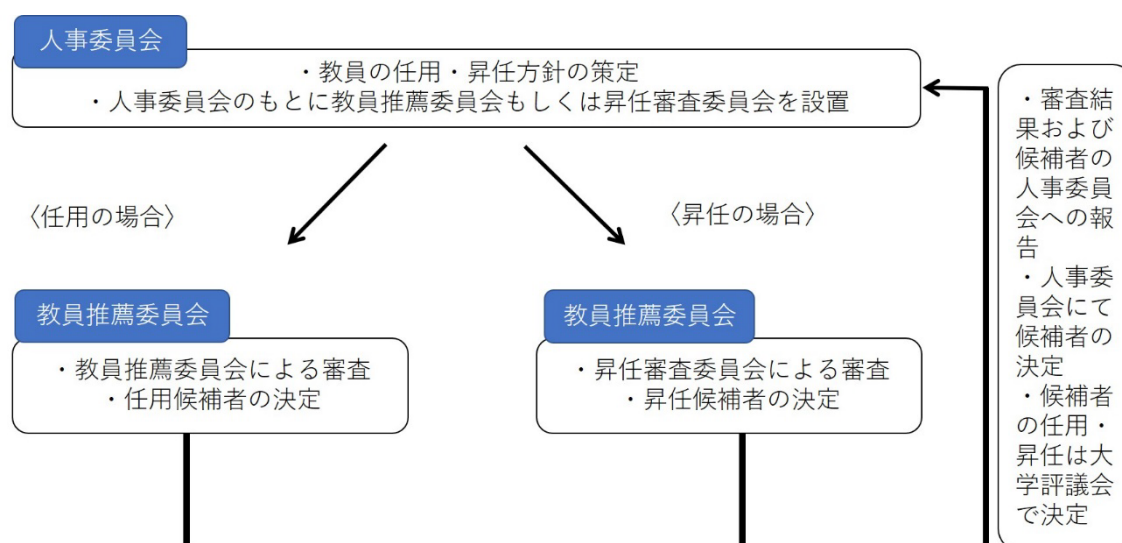 人事委員会
・教員の任用・昇任方針の策定
・人事委員会のもとに教員推薦委員会もしくは昇任審査委員会を設置
〈任用の場合〉
〈昇任の場合〉
教員推薦委員会
・教員推薦委員会による審査
・任用候補者の決定
教員推薦委員会
・昇任審査委員会による審査
・昇任候補者の決定
・審査結
果および
候補者の
人事委員
会への報
告
・人事委
員会にて
候補者の
決定
・候補者
の任用・
昇任は大
学評議会
で決定